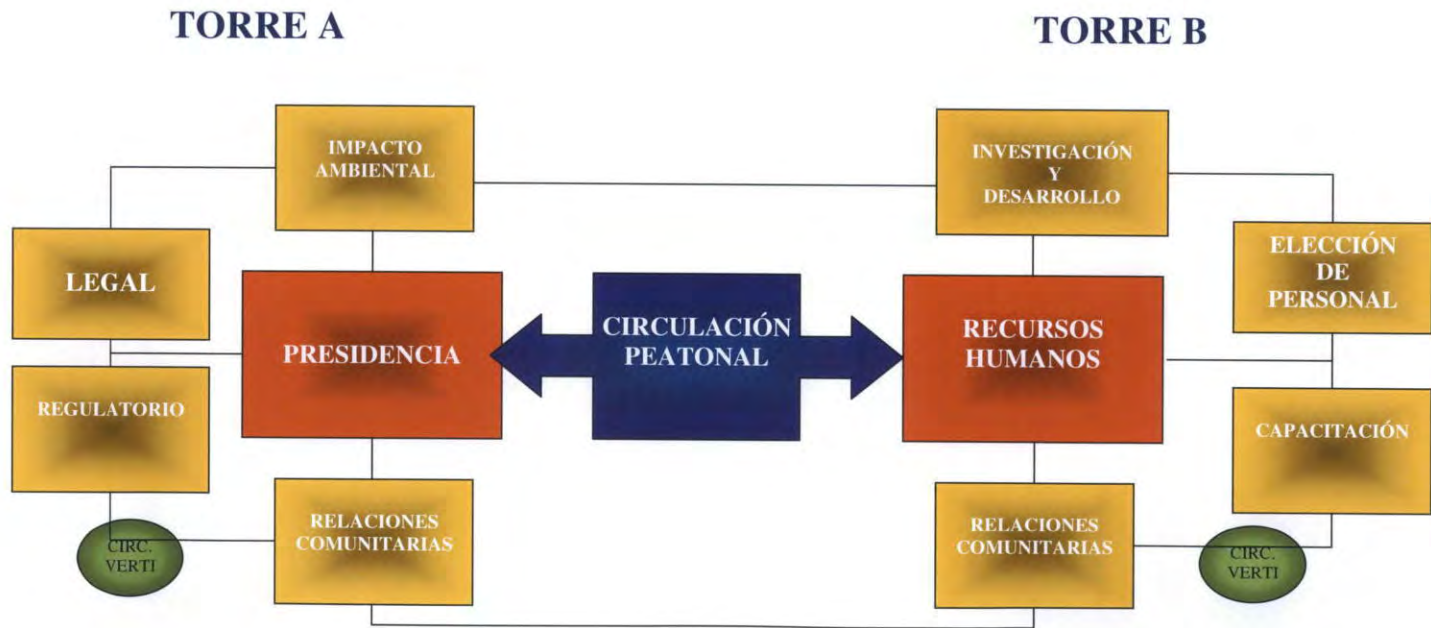 TORRE A
TORRE B
IMPACTO
AMBIENTAL
INVESTIGACIÓN
Y
DESARROLLO
LEGAL
ELECCIÓN
DE
PERSONAL
PRESIDENCIA
CIRCULACIÓN
PEATONAL
RECURSOS
HUMANOS
REGULATORIO
CAPACITACIÓN
RELACIONES
COMUNITARIAS
RELACIONES
COMUNITARIAS
CIRC.
VERTI
CIRC.
VERTI